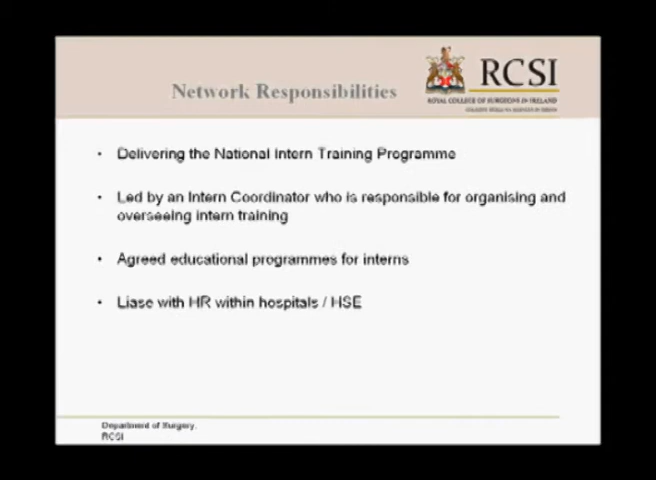 RCSI
ROYAL COLLEGE OF SURGEONS IN IRELAND
Network Responsibilities
• Delivering the National Intern Training Programme
• Led by an Intern Coordinator who is responsible for organising and
overseeing intern training
• Agreed educational programmes for interns
• Liase with HR within hospitals / HSE
Department of Surgery,
RCSI